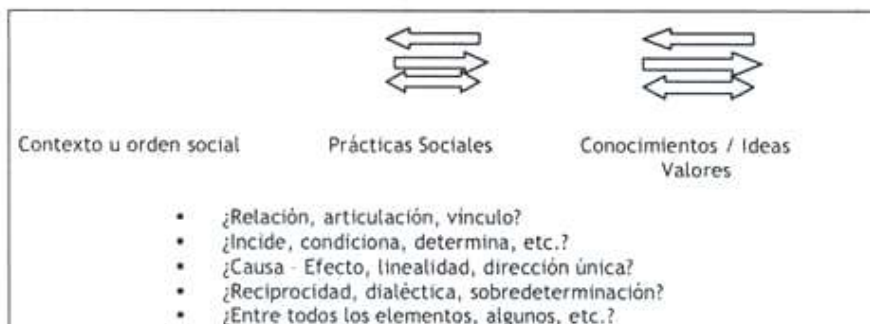 Contexto u orden social
Prácticas Sociales
Conocimientos / Ideas
Valores
• ¿Relación, articulación, vínculo?
• ¿Incide, condiciona, determina, etc.?
• ¿Causa - Efecto, linealidad, dirección única?
• ¿Reciprocidad, dialéctica, sobredeterminación?
• ¿Entre todos los elementos, algunos, etc.?